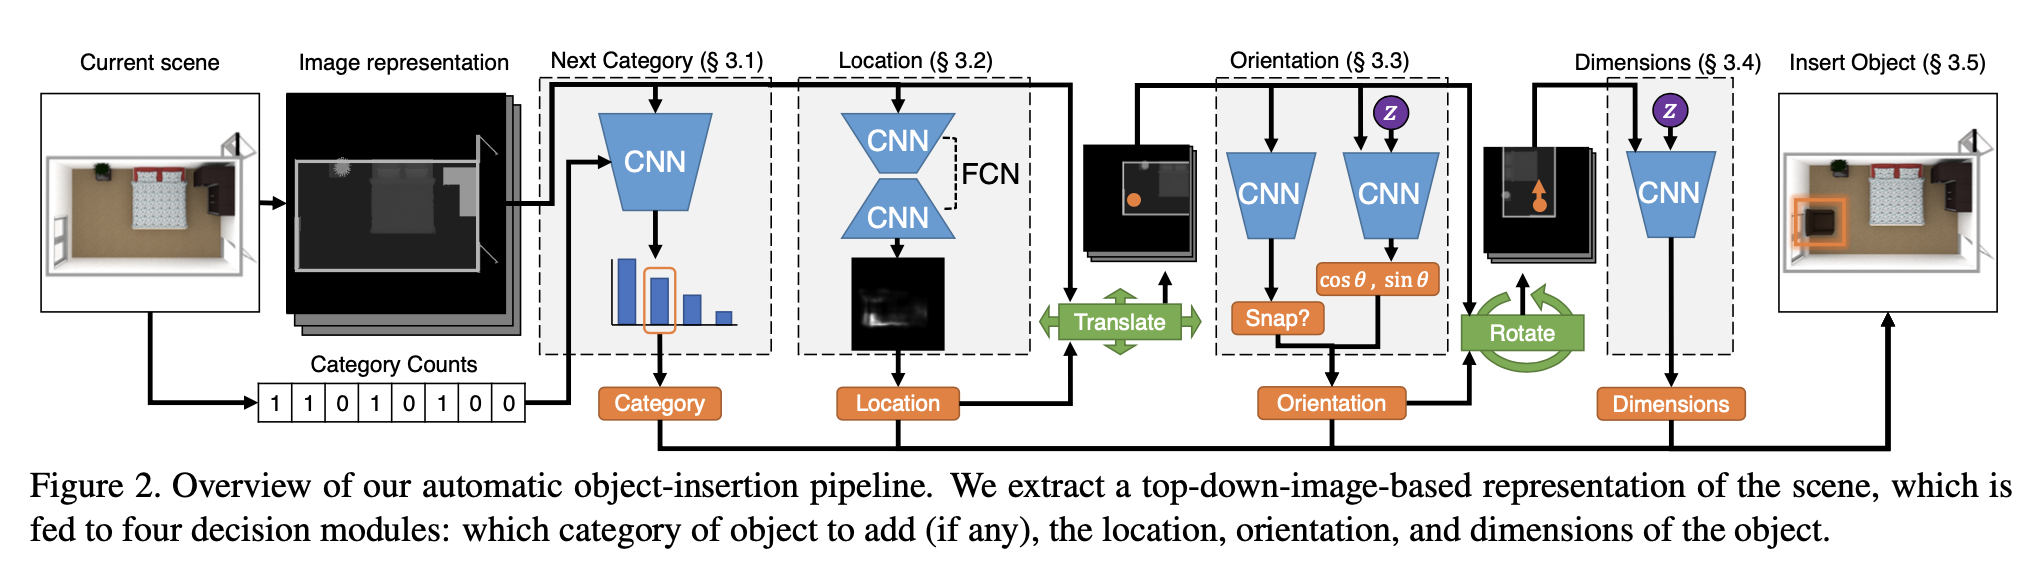 Current scene
Image representation
Next Category (§ 3.1)
Location (§ 3.2)
Orientation (§ 3.3)
Dimensions (§ 3.4)
Insert Object (§ 3.5)
CNN
CNN
CNN
FCN
CNN
CNN
z
CNN
z
cos θ , sin θ
Snap?
Translate
Rotate
Category Counts
1 1 0 1 0 1 0 0
Category
Location
Orientation
Dimensions
Figure 2. Overview of our automatic object-insertion pipeline. We extract a top-down-image-based representation of the scene, which is
fed to four decision modules: which category of object to add (if any), the location, orientation, and dimensions of the object.